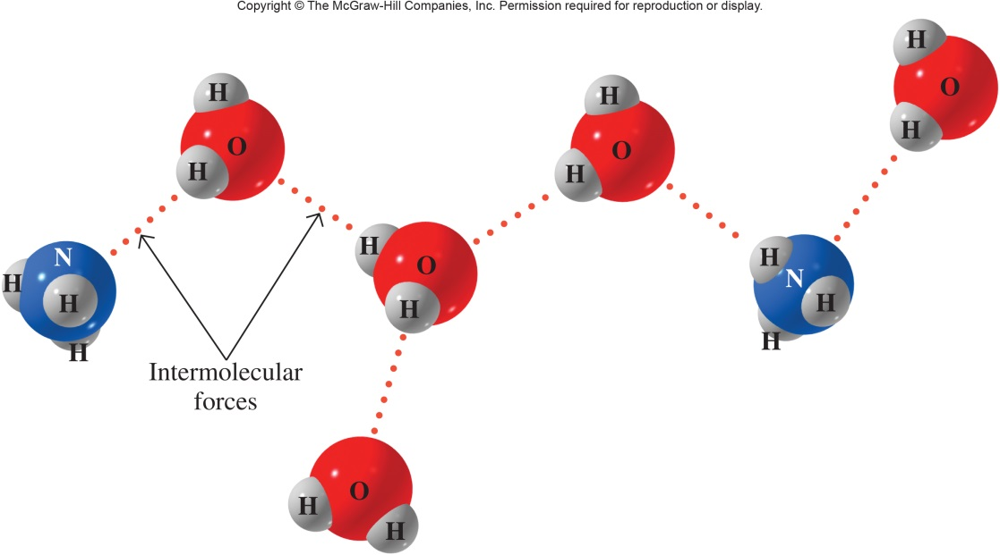 Copyright © The McGraw-Hill Companies, Inc. Permission required for reproduction or display.
H
O
H
H
O
H
H
O
H
N
H
H
H
H
O
H
H
N
H
H
Intermolecular
forces
O
H
H